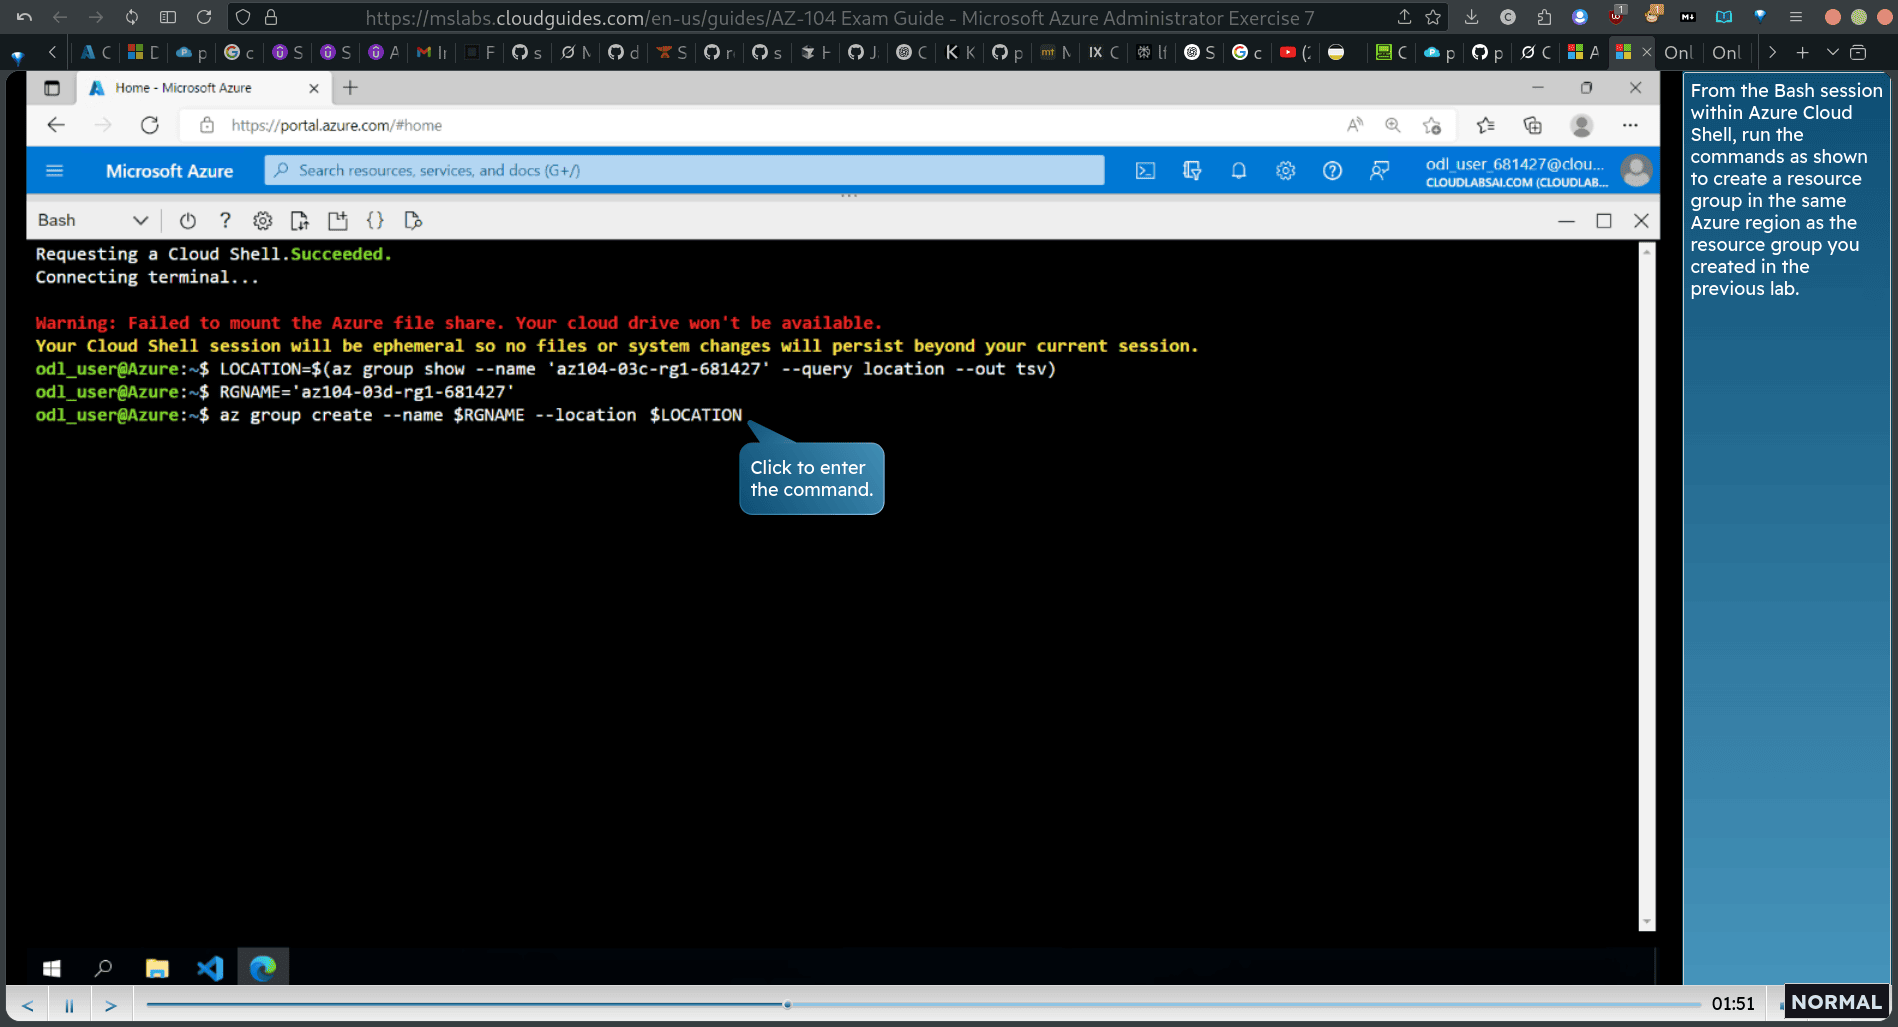 https://mslabs.cloudguides.com/en-us/guides/AZ-104 Exam Guide - Microsoft Azure Administrator Exercise 7
Onl
Onl
Home - Microsoft Azure
https://portal.azure.com/#home
Microsoft Azure
Search resources, services, and docs (G+/)
odl_user_681427@clou...
CLOUDLABSAI.COM (CLOUDLAB...
Bash
Requesting a Cloud Shell.Succeeded.
Connecting terminal...
Warning: Failed to mount the Azure file share. Your cloud drive won't be available.
Your Cloud Shell session will be ephemeral so no files or system changes will persist beyond your current session.
odl_user@Azure:~$ LOCATION=$(az group show --name 'az104-03c-rg1-681427' --query location --out tsv)
odl_user@Azure:~$ RGNAME='az104-03d-rg1-681427'
odl_user@Azure:~$ az group create --name $RGNAME --location $LOCATION
Click to enter
the command.
From the Bash session
within Azure Cloud
Shell, run the
commands as shown
to create a resource
group in the same
Azure region as the
resource group you
created in the
previous lab.
01:51
NORMAL